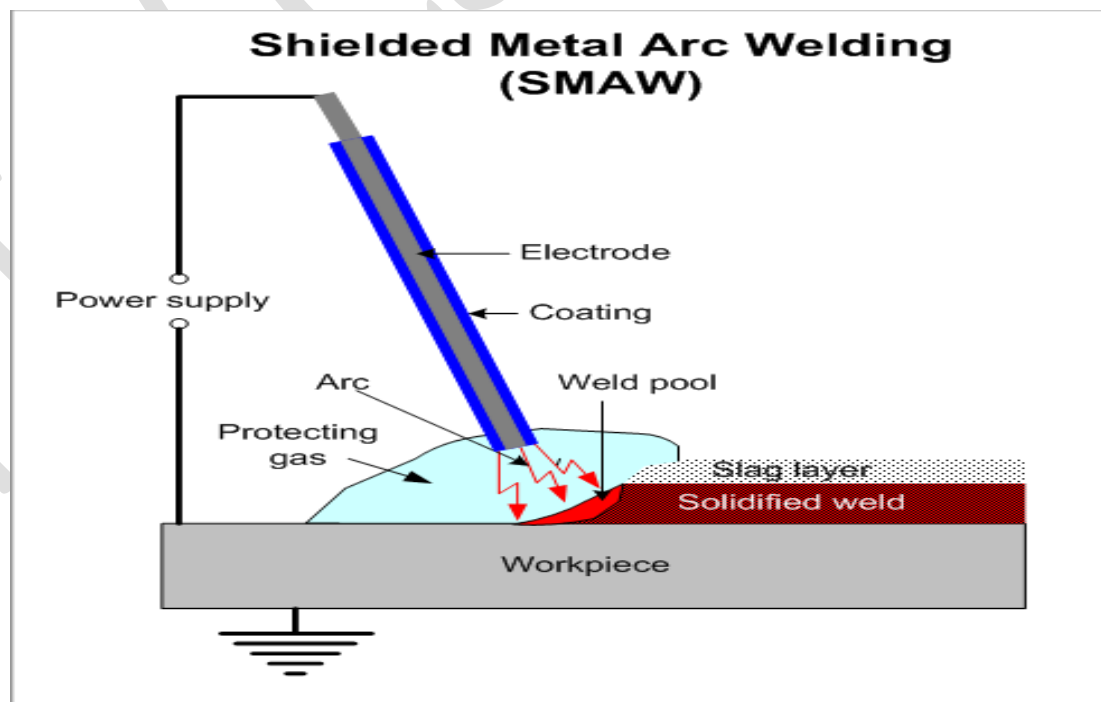 Shielded Metal Arc Welding
(SMAW)
Electrode
Power supply
Coating
Arc
Weld pool
Protecting
gas
Slag layer
Solidified weld
Workpiece